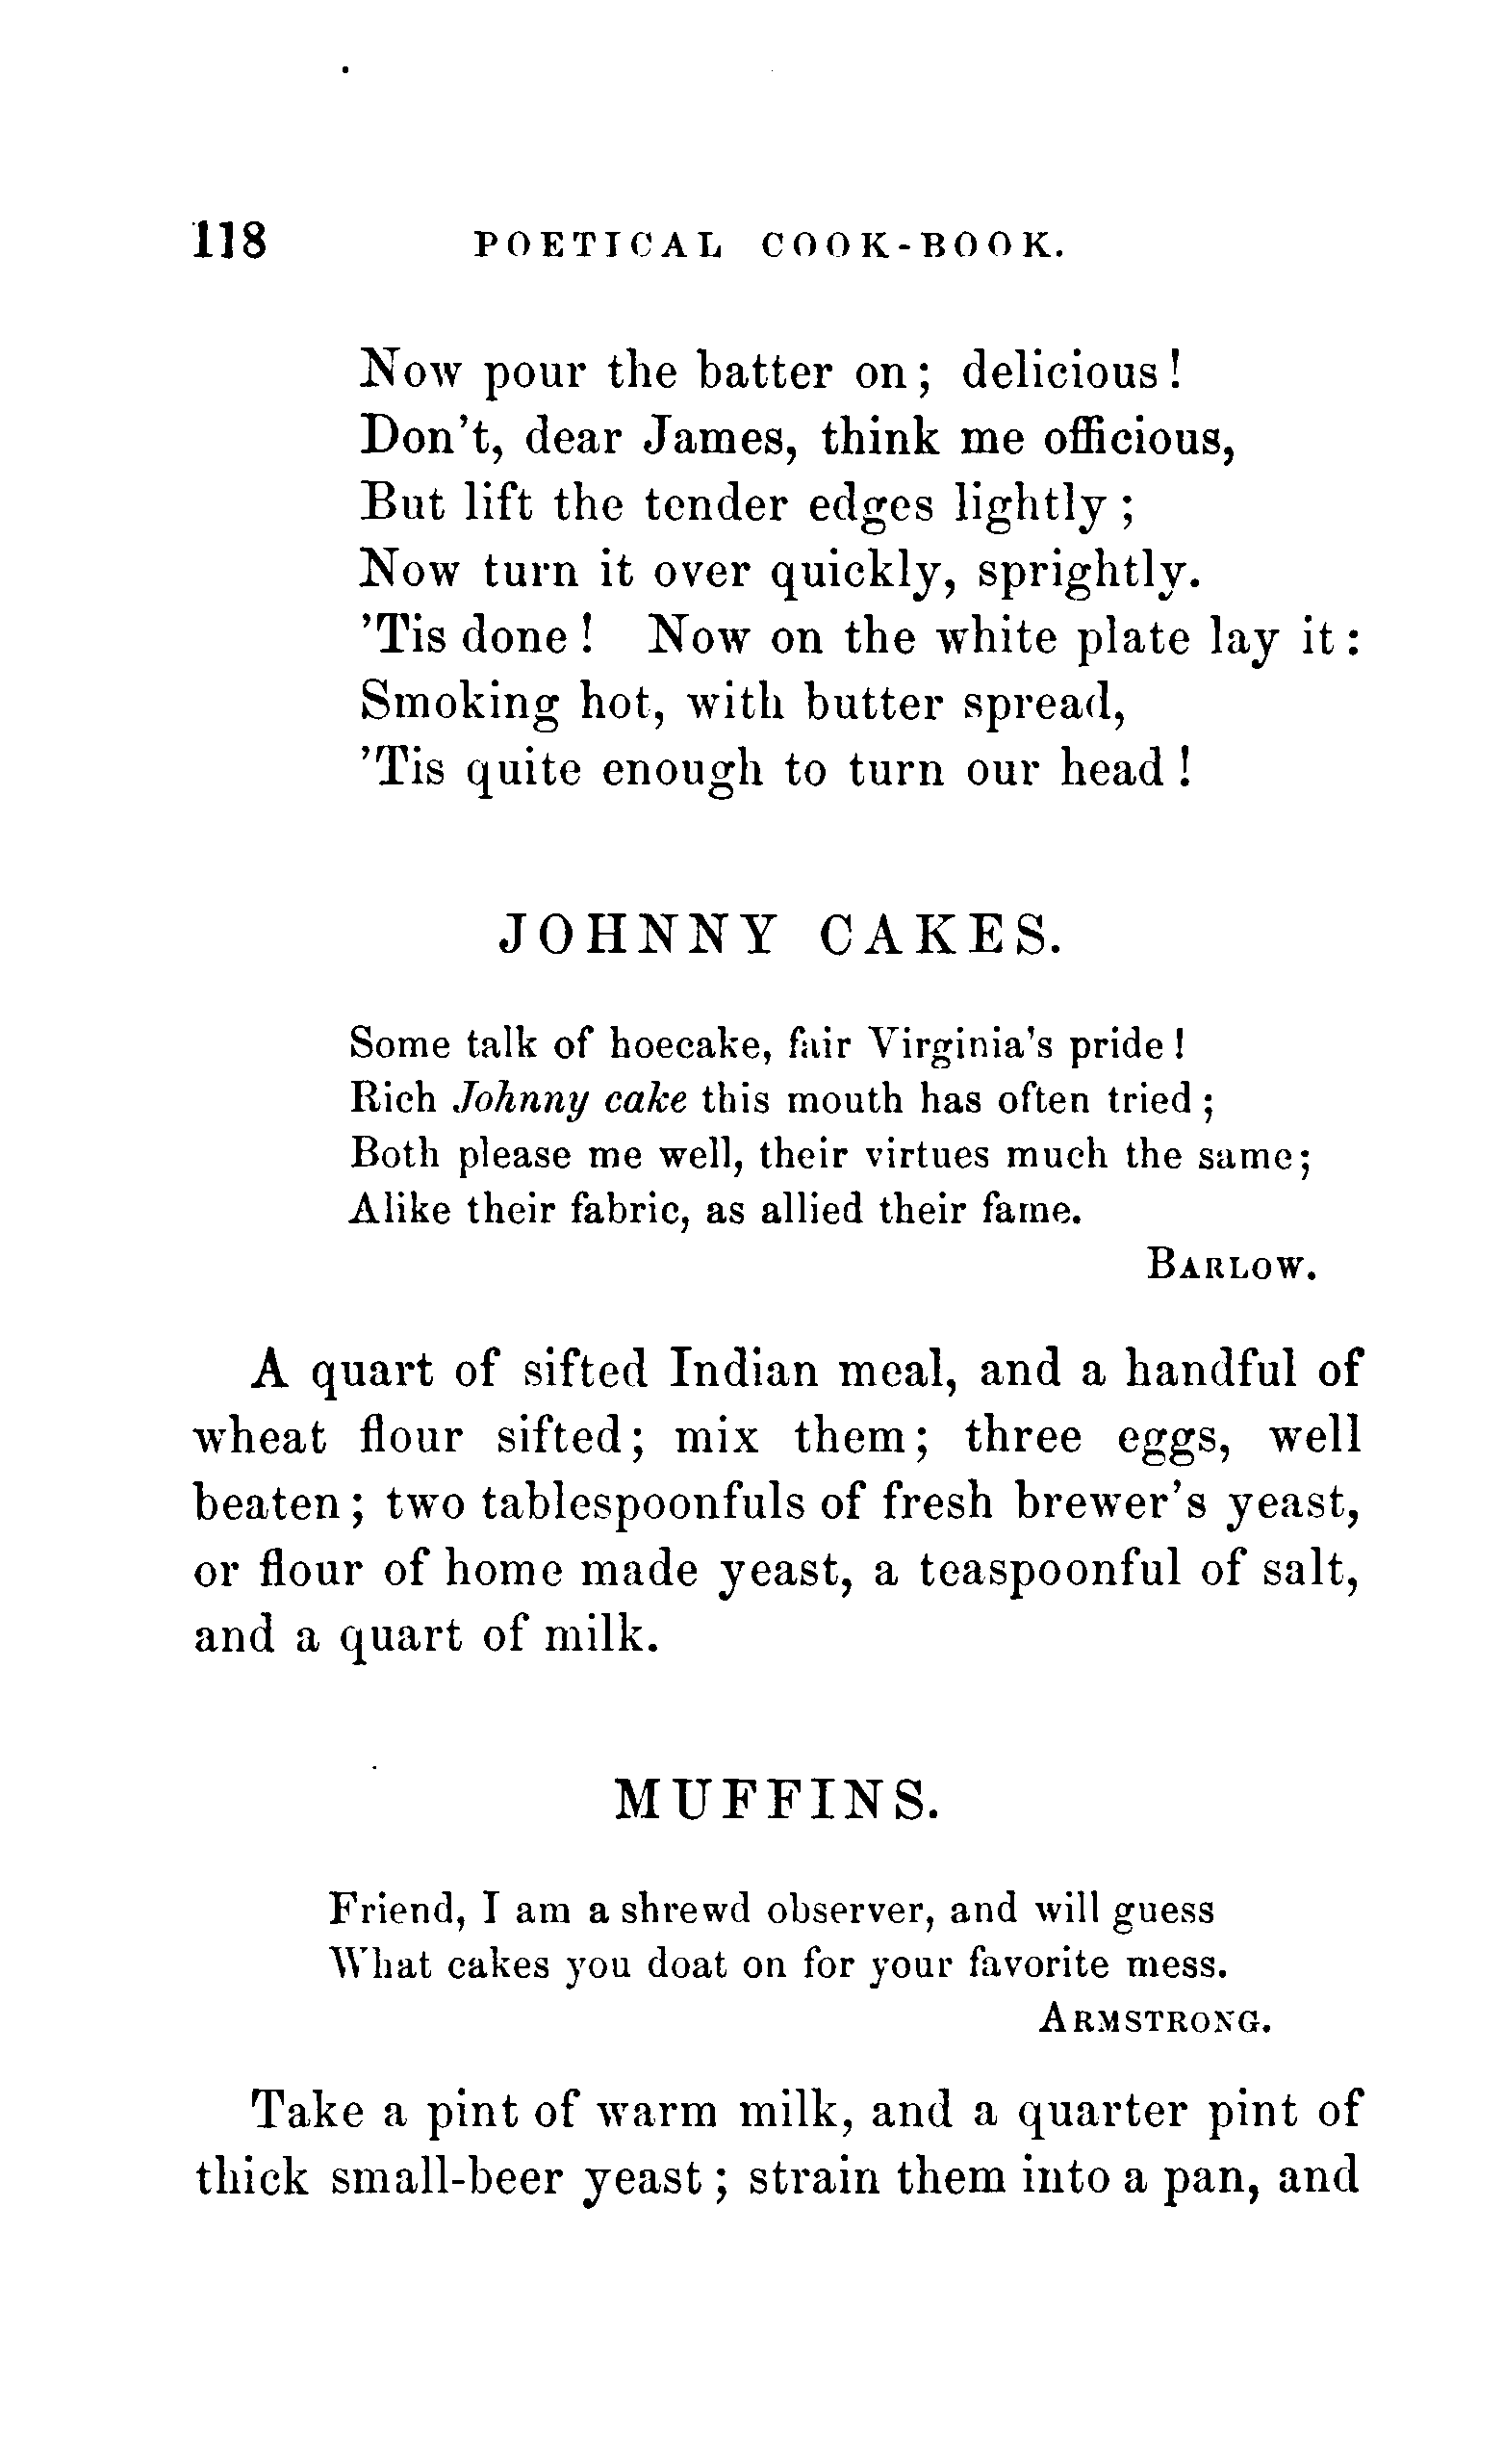 118 POETICAL COOK-BOOK.
Now pour the batter on; delicious!
Don't, dear James, think me officious,
But lift the tender edges lightly;
Now turn it over quickly, sprightly.
'Tis done! Now on the white plate lay it:
Smoking hot, with butter spread,
'Tis quite enough to turn our head!
JOHNNY CAKES.
Some talk of hoecake, fair Virginia's pride!
Rich Johnny cake this mouth has often tried;
Both please me well, their virtues much the same;
Alike their fabric, as allied their fame.
BARLOW.
A quart of sifted Indian meal, and a handful of
wheat flour sifted; mix them; three eggs, well
beaten; two tablespoonfuls of fresh brewer's yeast,
or flour of home made yeast, a teaspoonful of salt,
and a quart of milk.
MUFFINS.
Friend, I am a shrewd observer, and will guess
What cakes you doat on for your favorite mess.
ARMSTRONG.
Take a pint of warm milk, and a quarter pint of
thick small-beer yeast; strain them into a pan, and